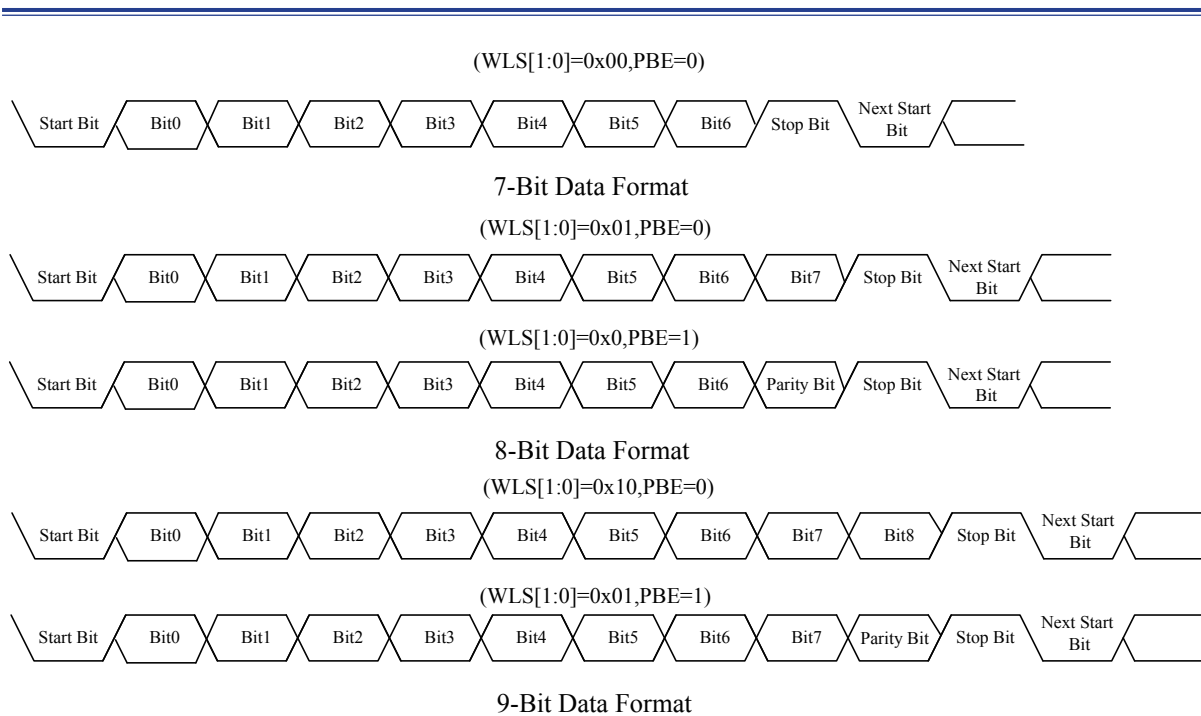 (WLS[1:0]=0x00,PBE=0)
Start Bit Bit0 Bit1 Bit2 Bit3 Bit4 Bit5 Bit6 Stop Bit Next Start Bit
7-Bit Data Format
(WLS[1:0]=0x01,PBE=0)
Start Bit Bit0 Bit1 Bit2 Bit3 Bit4 Bit5 Bit6 Bit7 Stop Bit Next Start Bit
(WLS[1:0]=0x0,PBE=1)
Start Bit Bit0 Bit1 Bit2 Bit3 Bit4 Bit5 Bit6 Parity Bit Stop Bit Next Start Bit
8-Bit Data Format
(WLS[1:0]=0x10,PBE=0)
Start Bit Bit0 Bit1 Bit2 Bit3 Bit4 Bit5 Bit6 Bit7 Bit8 Stop Bit Next Start Bit
(WLS[1:0]=0x01,PBE=1)
Start Bit Bit0 Bit1 Bit2 Bit3 Bit4 Bit5 Bit6 Bit7 Parity Bit Stop Bit Next Start Bit
9-Bit Data Format